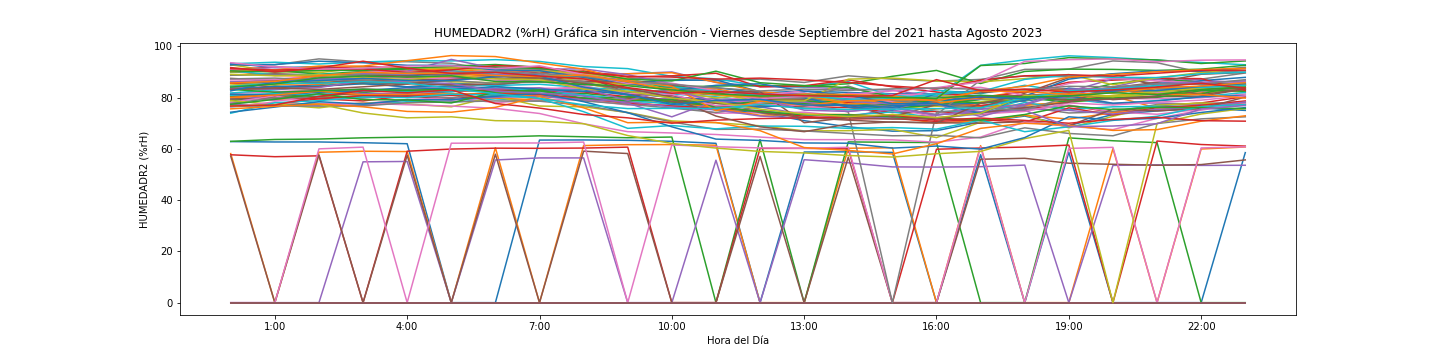 HUMEDADR2 (%rH) Gráfica sin intervención - Viernes desde Septiembre del 2021 hasta Agosto 2023
100
80
60
40
20
0
HUMEDADR2 (%rH)
1:00 4:00 7:00 10:00 13:00 16:00 19:00 22:00
Hora del Día